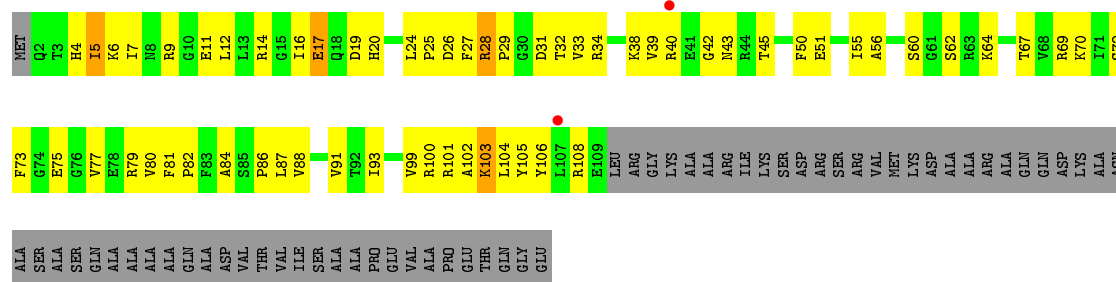 MET Q2 T3 H4 I5 K6 I7 N8 R9 G10 E11 L12 L13 R14 G15 I16 E17 Q18 D19 H20 L24 P25 D26 F27 R28 P29 G30 D31 T32 V33 R34 K38 V39 R40 E41 G42 N43 R44 T45 F50 E51 I55 A56 S60 G61 S62 R63 K64 T67 V68 R69 K70 I71
F73 G74 E75 G76 V77 E78 R79 V80 F81 P82 F83 A84 S85 P86 L87 V88 V91 T92 I93 V99 R100 R101 A102 K103 L104 Y105 Y106 L107 R108 E109 LEU ARG GLY LYS ALA ALA ARG ILE LYS SER ASP ARG SER ARG VAL MET LYS ASP ALA ALA ARG ALA GLN GLN ASP LYS ALA
ALA SER ALA SER GLN ALA ALA ALA ALA GLN ALA ASP VAL THR VAL ILE SER ALA ALA PRO GLU VAL ALA PRO GLU THR GLN GLY GLU